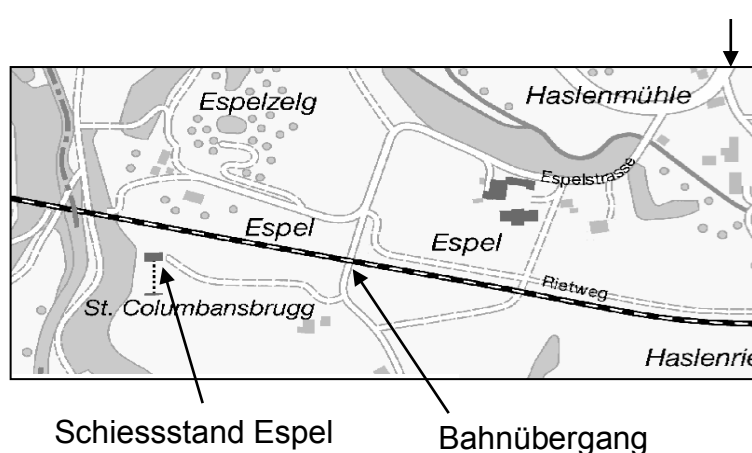 Espelzelg
Haslenmühle
Espelstrasse
Espel
Espel
Rietweg
St. Columbansbrugg
Haslenrie
Schiessstand Espel
Bahnübergang